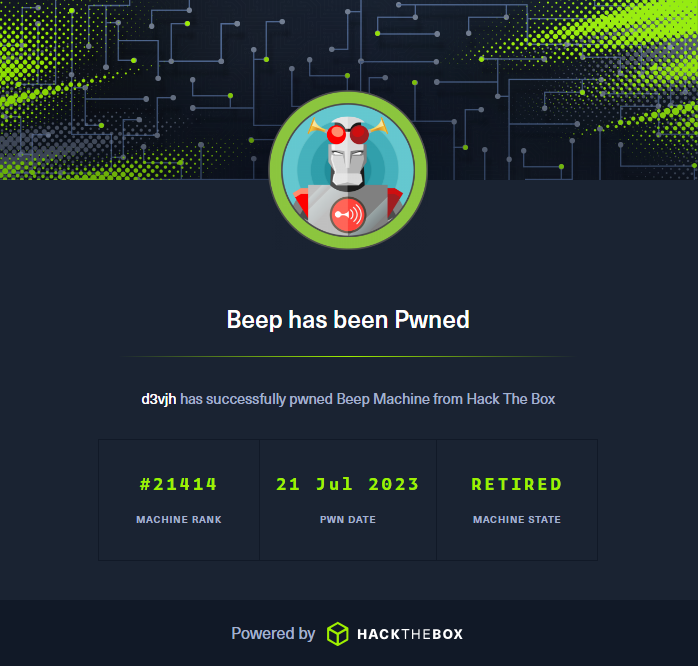 Beep has been Pwned
d3vjh has successfully pwned Beep Machine from Hack The Box
#21414 21 Jul 2023 RETIRED
MACHINE RANK PWN DATE MACHINE STATE
Powered by HACKTHEBOX